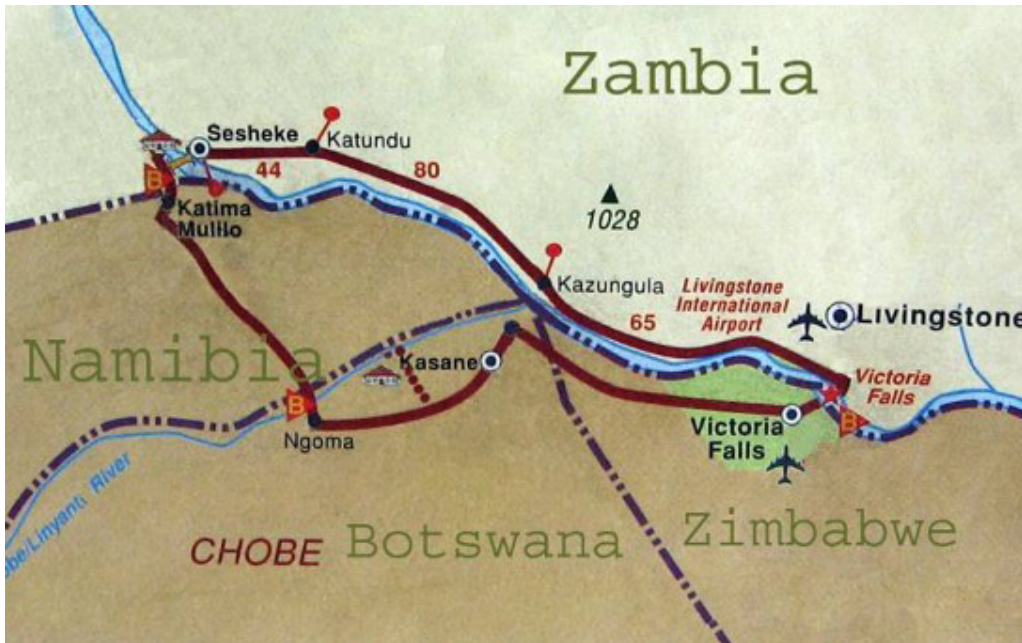 Zambia
Sesheke
Katundu
44
80
B
1028
Katima
Mulilo
Kazungula
Livingstone
International
Airport
Livingstone
65
Namibia
Kasane
Victoria
Falls
B
Ngoma
Victoria
Falls
B
River
CHOBE
Botswana
Zimbabwe